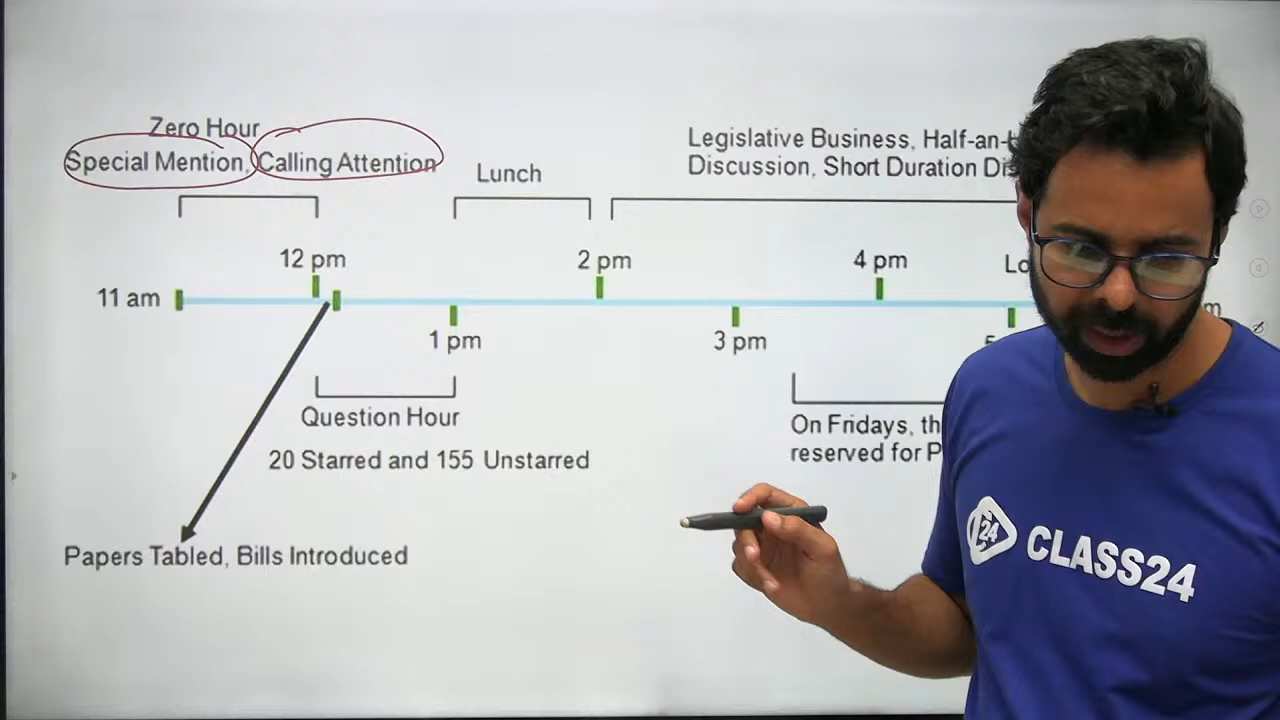 Zero Hour
Special Mention, Calling Attention
Lunch
Legislative Business, Half-an-
Discussion, Short Duration
12 pm
2 pm
4 pm
11 am
1 pm
3 pm
Question Hour
20 Starred and 155 Unstarred
On Fridays,
reserved for
Papers Tabled, Bills Introduced
24
CLASS24